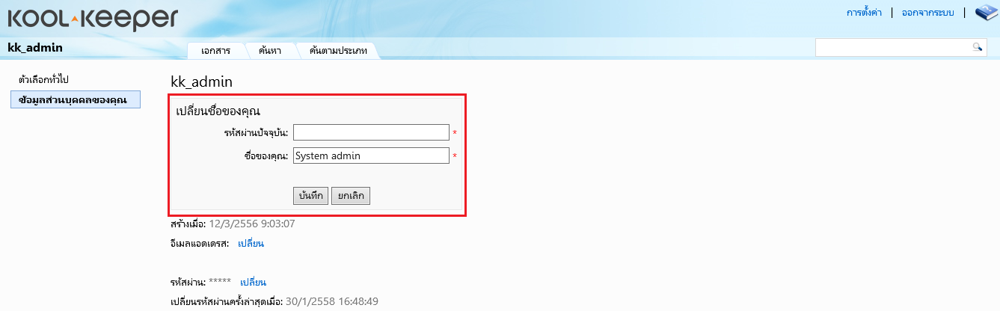 KOOL-KEEPER
การตั้งค่า | ออกจากระบบ |
kk_admin
เอกสาร ค้นหา ค้นตามประเภท
ตัวเลือกทั่วไป
ข้อมูลส่วนบุคคลของคุณ
kk_admin
เปลี่ยนชื่อของคุณ
รหัสผ่านปัจจุบัน: *
ชื่อของคุณ: System admin *
บันทึก ยกเลิก
สร้างเมื่อ: 12/3/2556 9:03:07
อีเมลแอดเดรส: เปลี่ยน
รหัสผ่าน: ***** เปลี่ยน
เปลี่ยนรหัสผ่านครั้งล่าสุดเมื่อ: 30/1/2558 16:48:49